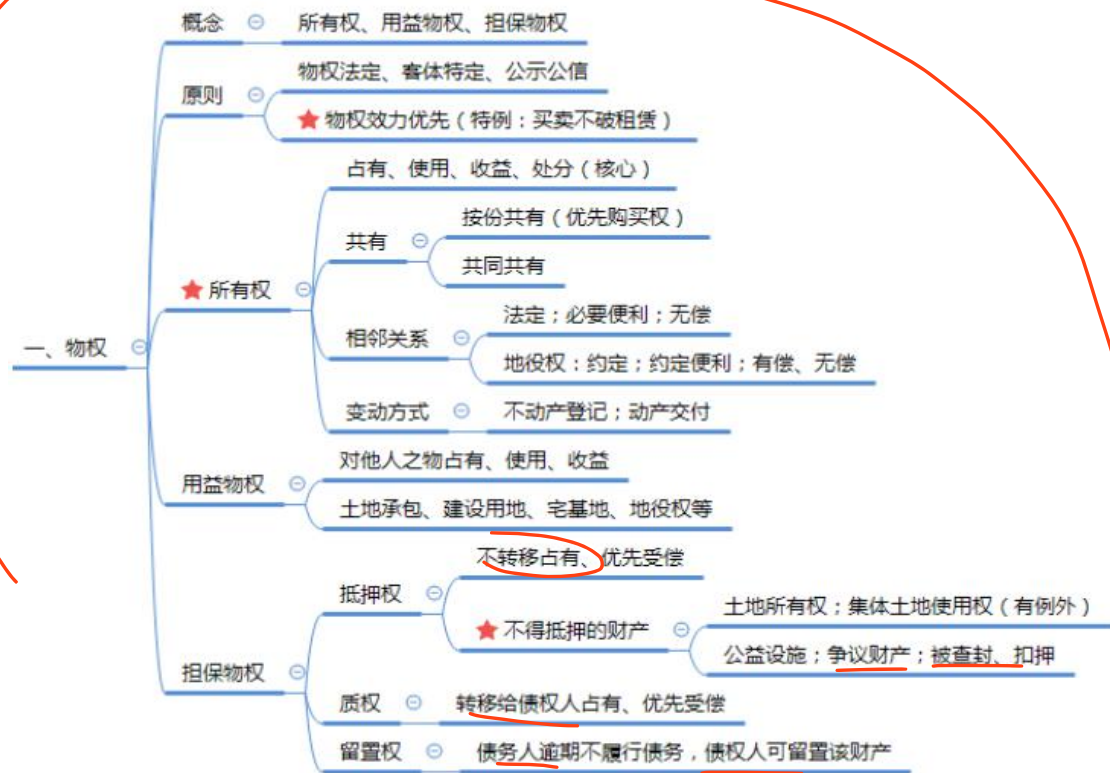 概念
所有权、用益物权、担保物权
原则
物权法定、客体特定、公示公信
物权效力优先（特例：买卖不破租赁）
一、物权
所有权
占有、使用、收益、处分（核心）
共有
按份共有（优先购买权）
共同共有
相邻关系
法定；必要便利；无偿
地役权：约定；约定便利；有偿、无偿
变动方式
不动产登记；动产交付
用益物权
对他人之物占有、使用、收益
土地承包、建设用地、宅基地、地役权等
担保物权
抵押权
不转移占有、优先受偿
不得抵押的财产
土地所有权；集体土地使用权（有例外）
公益设施；争议财产；被查封、扣押
质权
转移给债权人占有、优先受偿
留置权
债务人逾期不履行债务，债权人可留置该财产